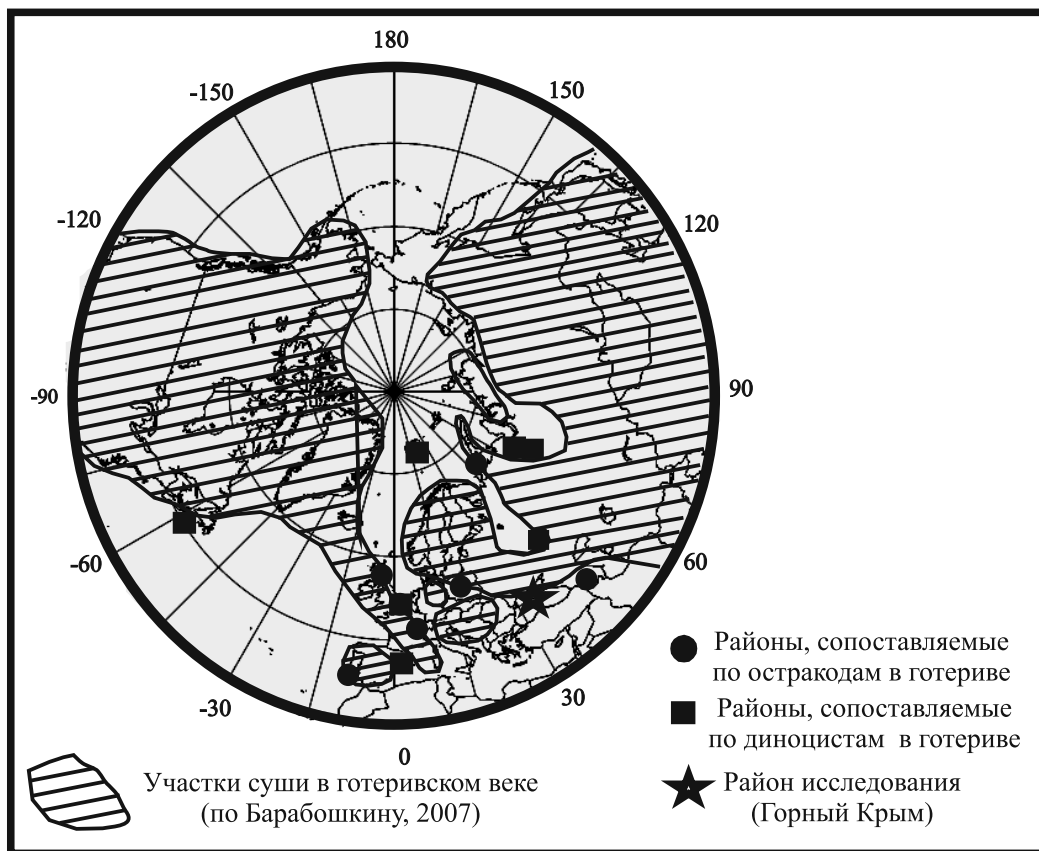 180
-150
150
-120
120
-90
90
-60
60
-30
30
0
Районы, сопоставляемые
по остракодам в готериве
Районы, сопоставляемые
по диноцистам в готериве
Участки суши в готеривском веке
(по Барабошкину, 2007)
Район исследования
(Горный Крым)